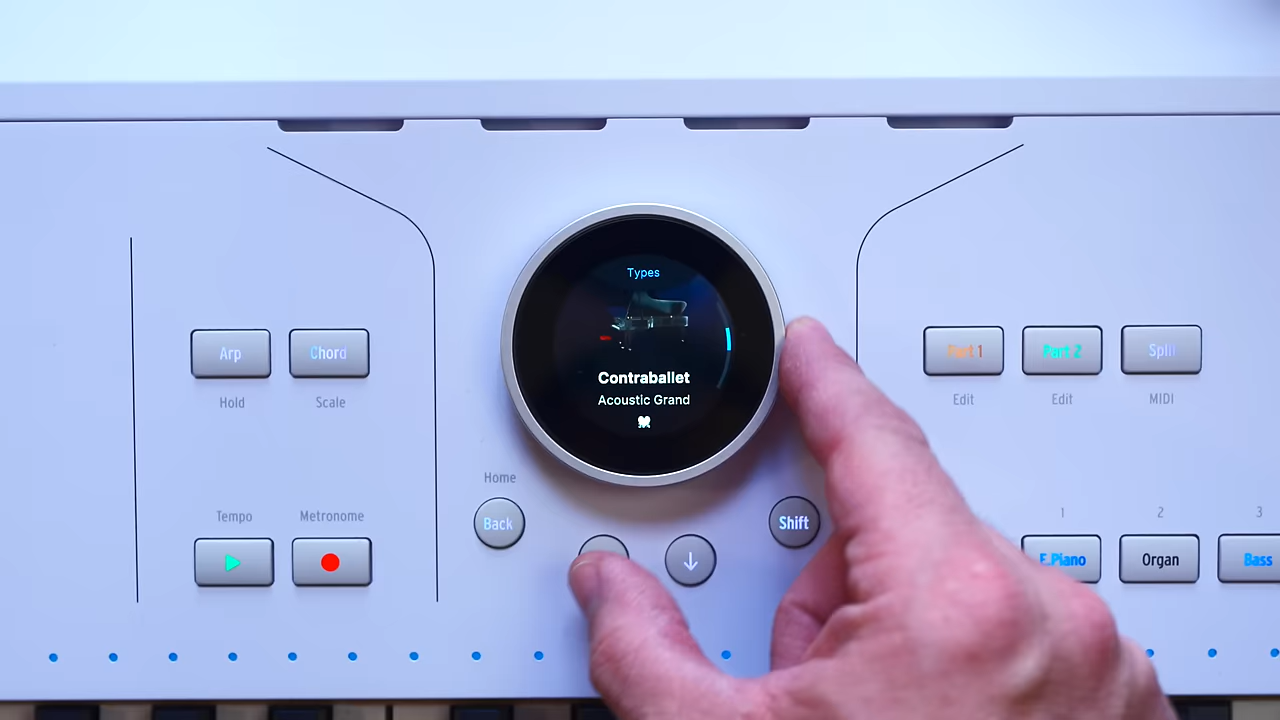 Types
Contraballet
Acoustic Grand
Arp
Chord
Hold
Scale
Part 1
Part 2
Split
Edit
Edit
MIDI
Home
Back
Shift
Tempo
Metronome
1
2
3
E.Piano
Organ
Bass